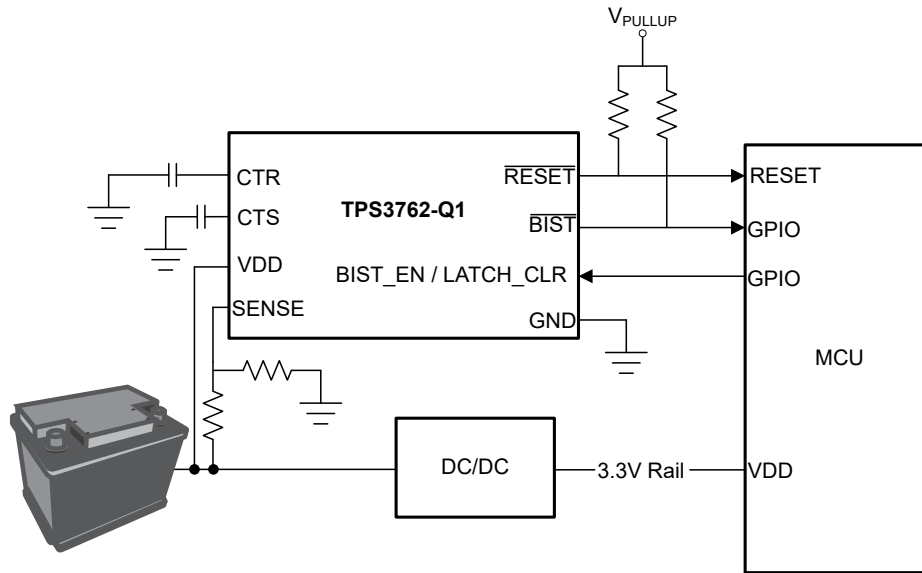 VPULLUP
CTR
CTS
VDD
SENSE
TPS3762-Q1
RESET
BIST
BIST_EN / LATCH_CLR
GND
RESET
GPIO
GPIO
MCU
VDD
DC/DC
3.3V Rail